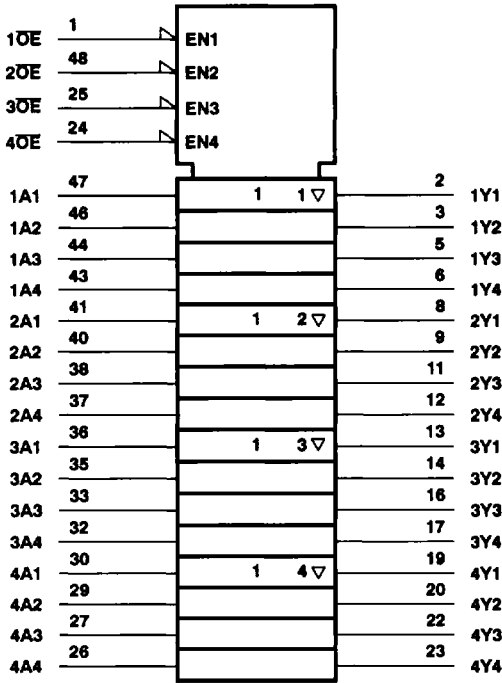 1O̅E̅ 1 EN1
2O̅E̅ 48 EN2
3O̅E̅ 25 EN3
4O̅E̅ 24 EN4
1A1 47 1 1 ▽ 2 1Y1
1A2 46 3 1Y2
1A3 44 5 1Y3
1A4 43 6 1Y4
2A1 41 1 2 ▽ 8 2Y1
2A2 40 9 2Y2
2A3 38 11 2Y3
2A4 37 12 2Y4
3A1 36 1 3 ▽ 13 3Y1
3A2 35 14 3Y2
3A3 33 16 3Y3
3A4 32 17 3Y4
4A1 30 1 4 ▽ 19 4Y1
4A2 29 20 4Y2
4A3 27 22 4Y3
4A4 26 23 4Y4